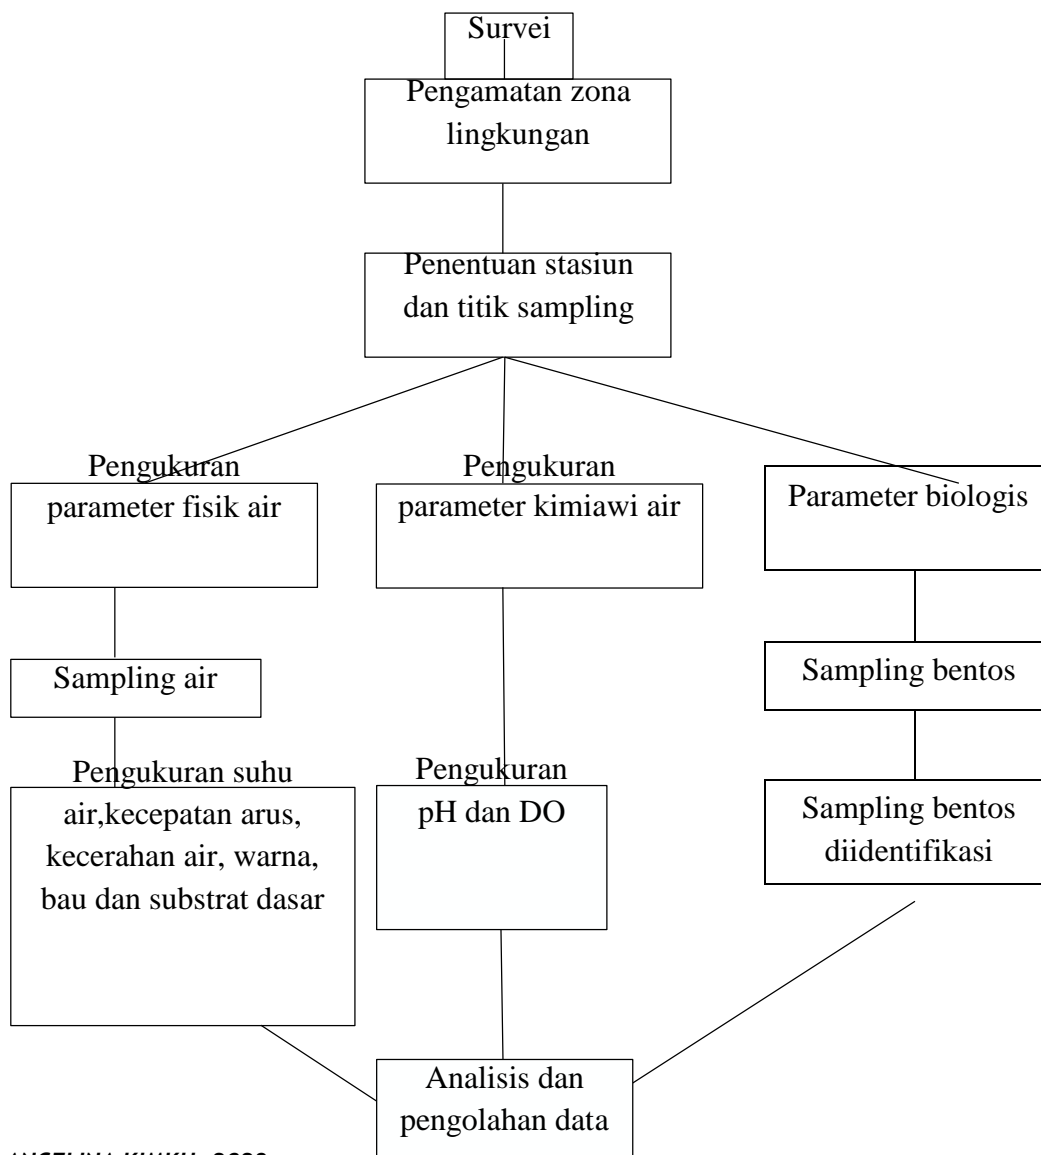 Survei
Pengamatan zona
lingkungan
Penentuan stasiun
dan titik sampling
Pengukuran
parameter fisik air
Pengukuran
parameter kimiawi air
Parameter biologis
Sampling air
Sampling bentos
Pengukuran suhu
air,kecepatan arus,
kecerahan air, warna,
bau dan substrat dasar
Pengukuran
pH dan DO
Sampling bentos
diidentifikasi
Analisis dan
pengolahan data